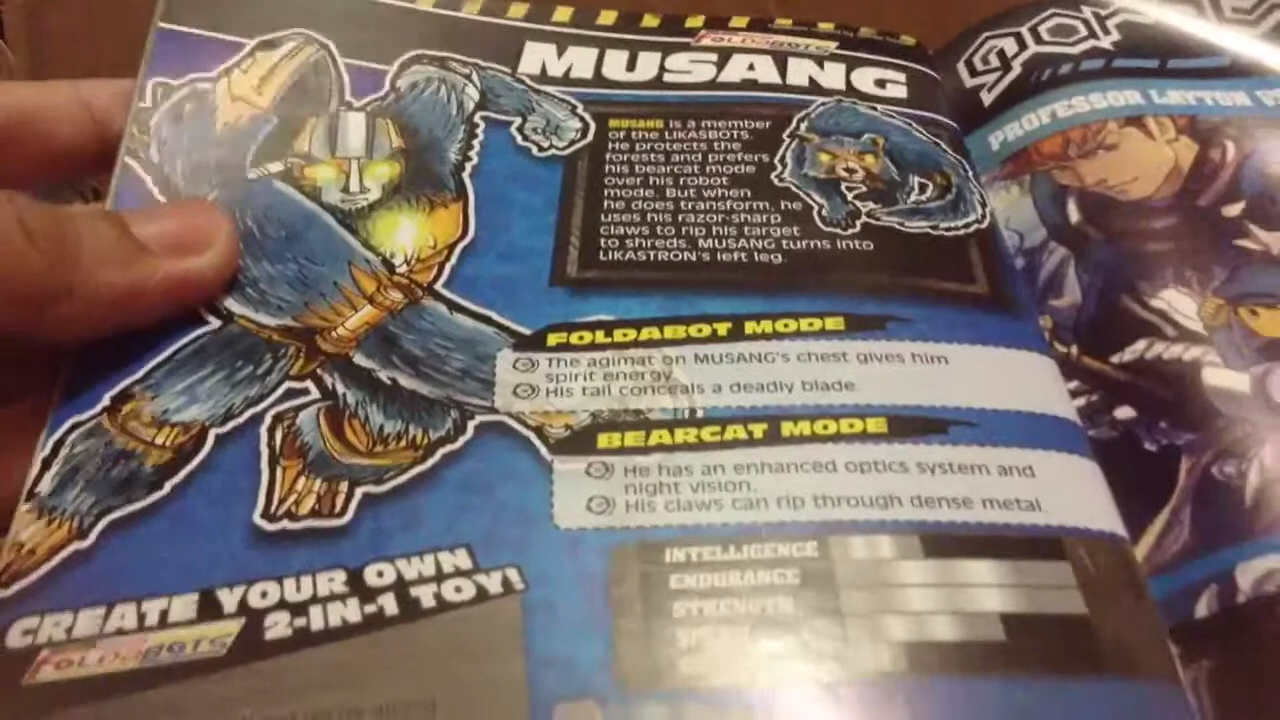 FOLDABOTS
MUSANG
MUSANG is a member
of the LIKASBOTS.
He protects the
forests and prefers
his bearcat mode
over his robot
mode. But when
he does transform, he
uses his razor-sharp
claws to rip his target
to shreds. MUSANG turns into
LIKASTRON's left leg.
FOLDABOT MODE
The agimat on MUSANG's chest gives him
spirit energy.
His tail conceals a deadly blade.
BEARCAT MODE
He has an enhanced optics system and
night vision.
His claws can rip through dense metal.
INTELLIGENCE
ENDURANCE
STRENGTH
CREATE YOUR OWN
FOLDABOTS 2-IN-1 TOY!
PROFESSOR LAYTON